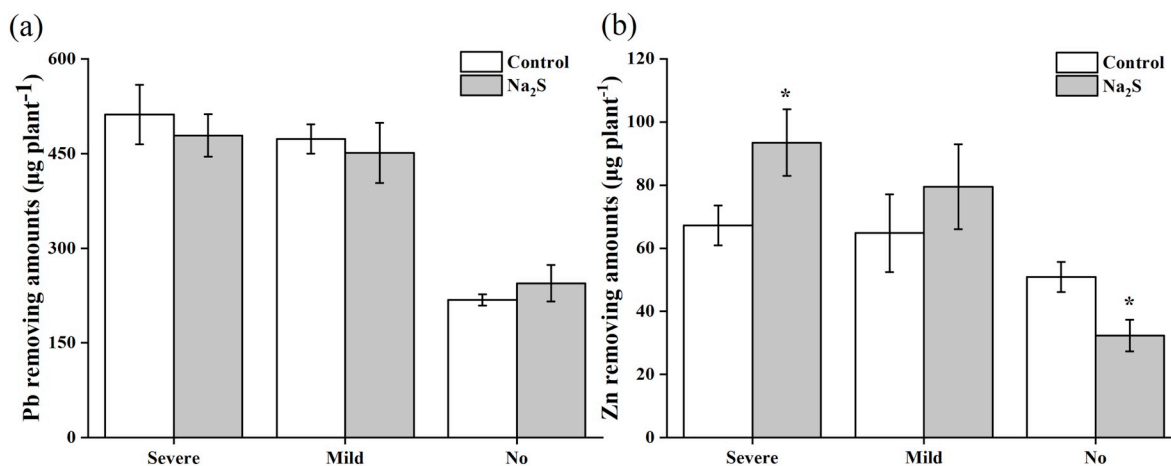 (a)
Pb removing amounts (μg plant⁻¹)
600
450
300
150
0
Control
Na₂S
Severe Mild No
(b)
Zn removing amounts (μg plant⁻¹)
120
100
80
60
40
20
0
Control
Na₂S
*
*
Severe Mild No